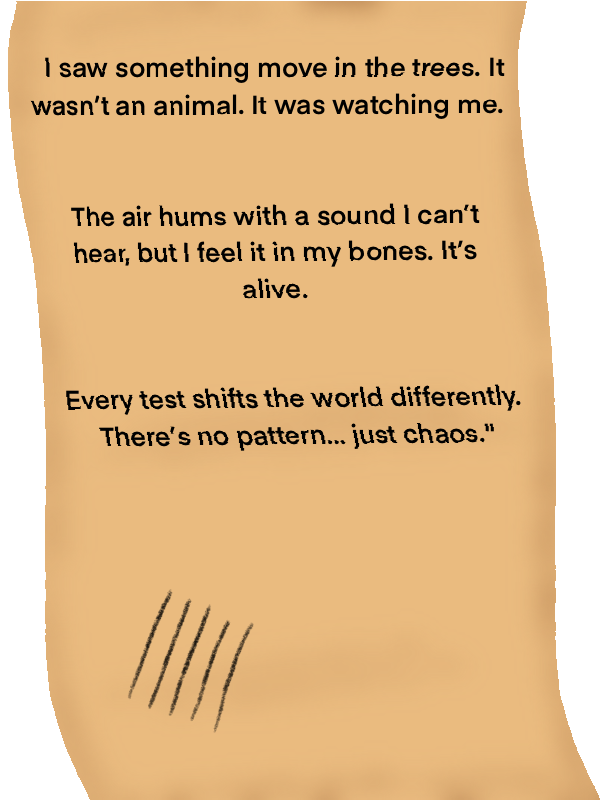 I saw something move in the trees. It
wasn't an animal. It was watching me.
The air hums with a sound I can't
hear, but I feel it in my bones. It's
alive.
Every test shifts the world differently.
There's no pattern... just chaos."